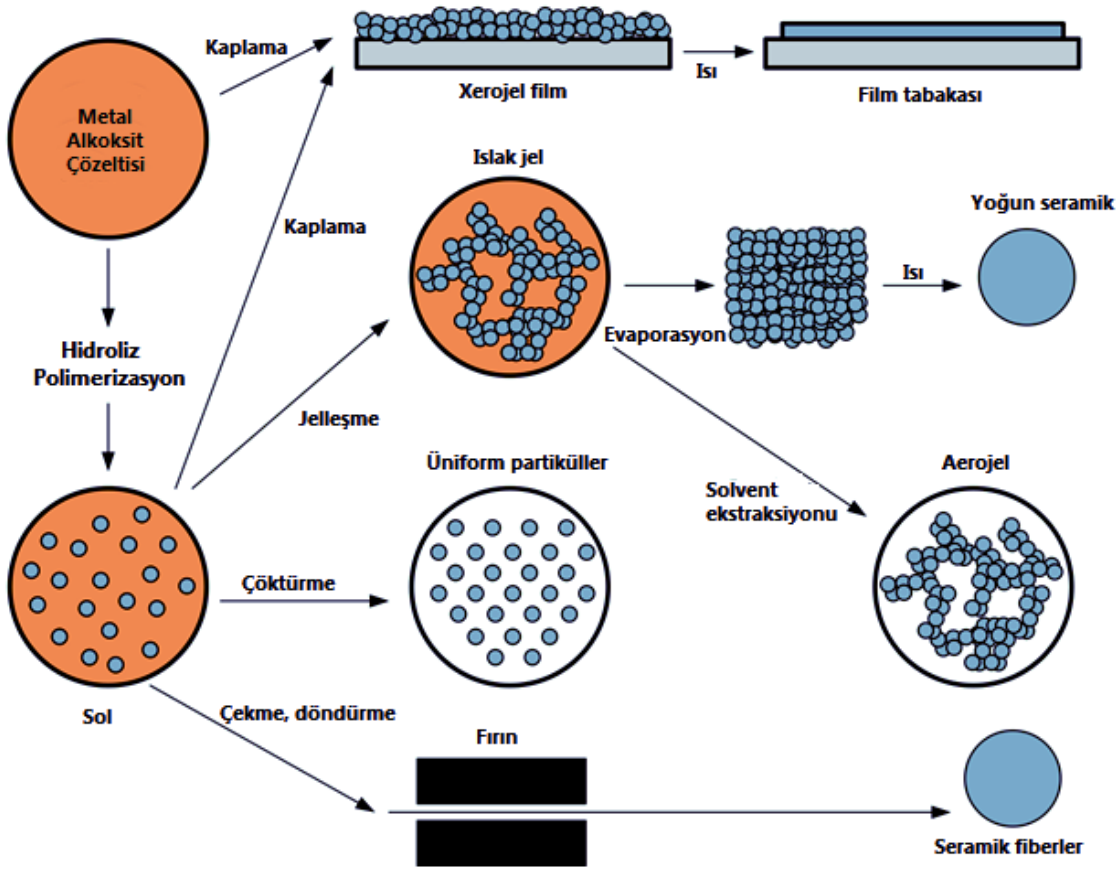 Kaplama
Metal
Alkoksit
Çözeltisi
Xerojel film
Isı
Film tabakası
Islak jel
Kaplama
Yoğun seramik
Isı
Evaporasyon
Hidroliz
Polimerizasyon
Jelleşme
Üniform partiküller
Solvent
ekstraksiyonu
Aerojel
Çöktürme
Sol
Çekme, döndürme
Fırın
Seramik fiberler